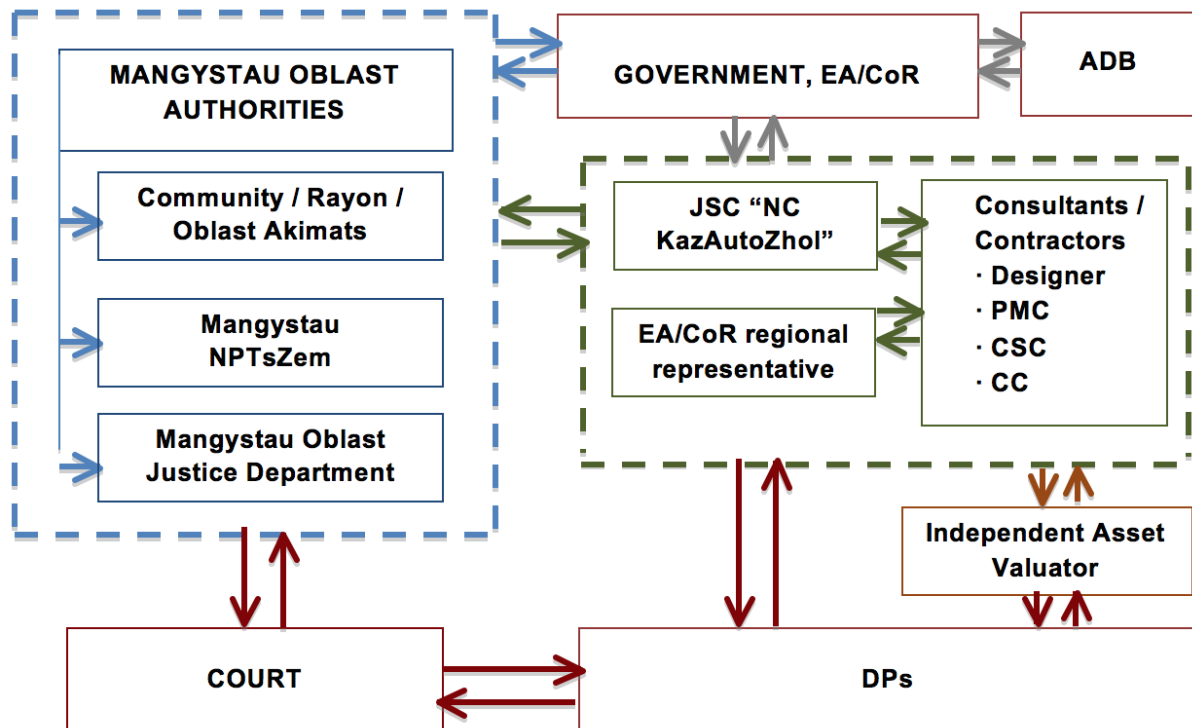 MANGYSTAU OBLAST
AUTHORITIES
Community / Rayon /
Oblast Akimats
Mangystau
NPTsZem
Mangystau Oblast
Justice Department
GOVERNMENT, EA/CoR
ADB
JSC “NC
KazAutoZhol”
EA/CoR regional
representative
Consultants /
Contractors
· Designer
· PMC
· CSC
· CC
Independent Asset
Valuator
COURT
DPs